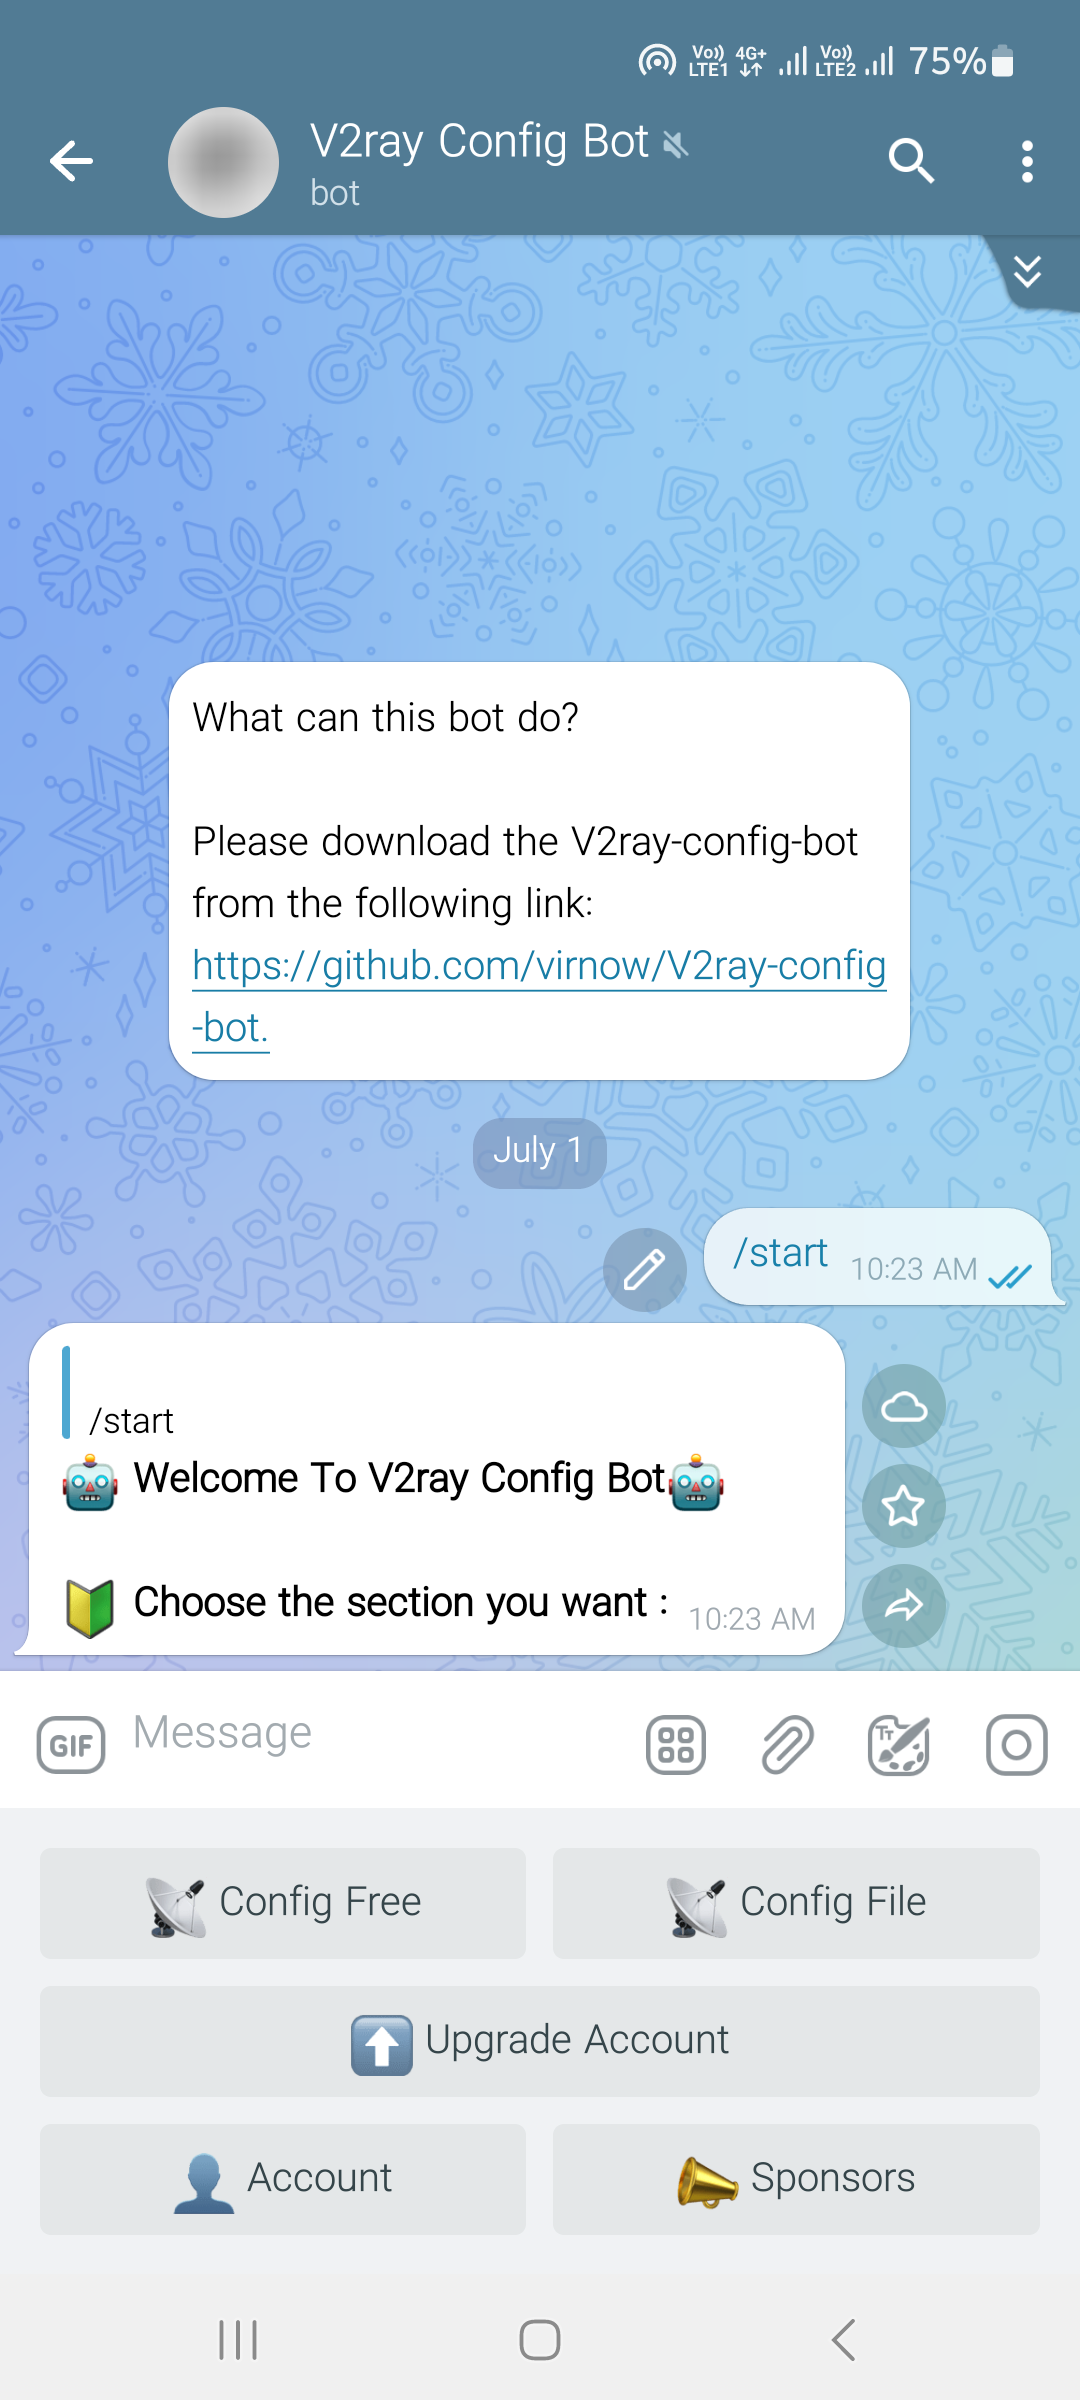 Vo)) LTE1 4G+ Vo)) LTE2 75%
V2ray Config Bot
bot
What can this bot do?
Please download the V2ray-config-bot
from the following link:
https://github.com/virnow/V2ray-config
-bot.
July 1
/start 10:23 AM
/start
🤖 Welcome To V2ray Config Bot🤖
🔰 Choose the section you want : 10:23 AM
GIF Message
📡 Config Free
📡 Config File
⬆️ Upgrade Account
👤 Account
📣 Sponsors